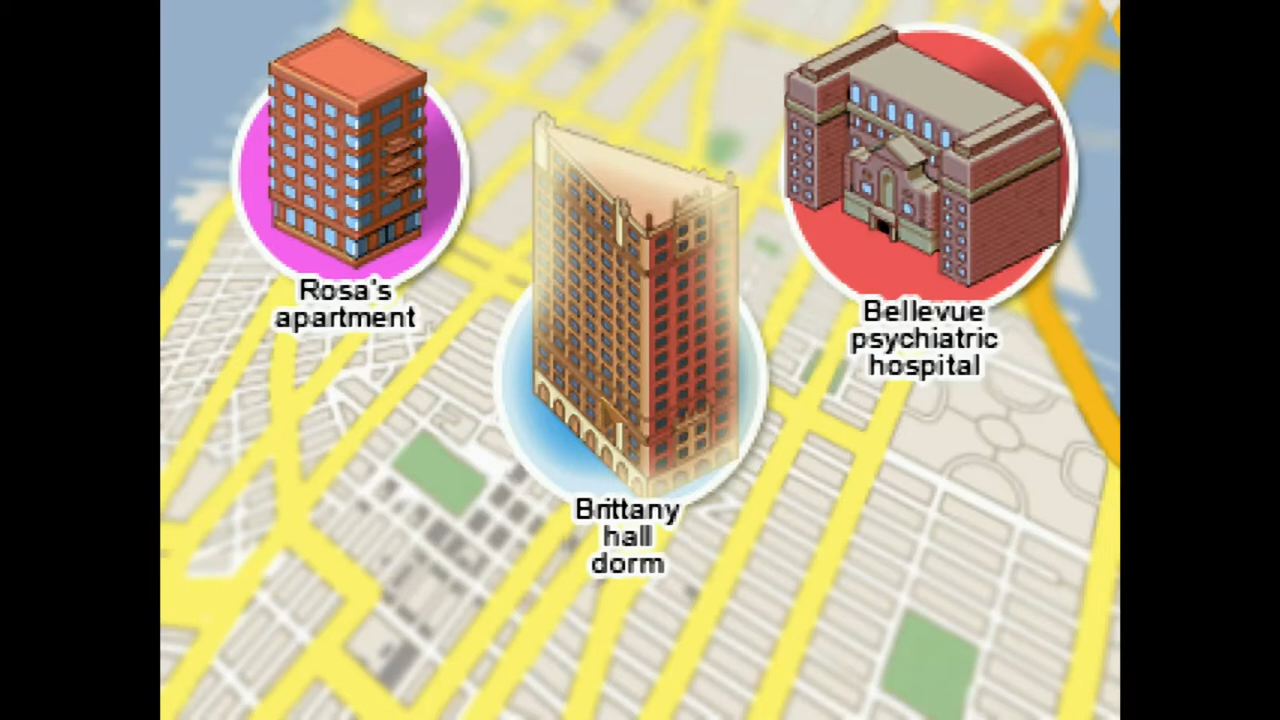 Rosa's
apartment
Brittany
hall
dorm
Bellevue
psychiatric
hospital